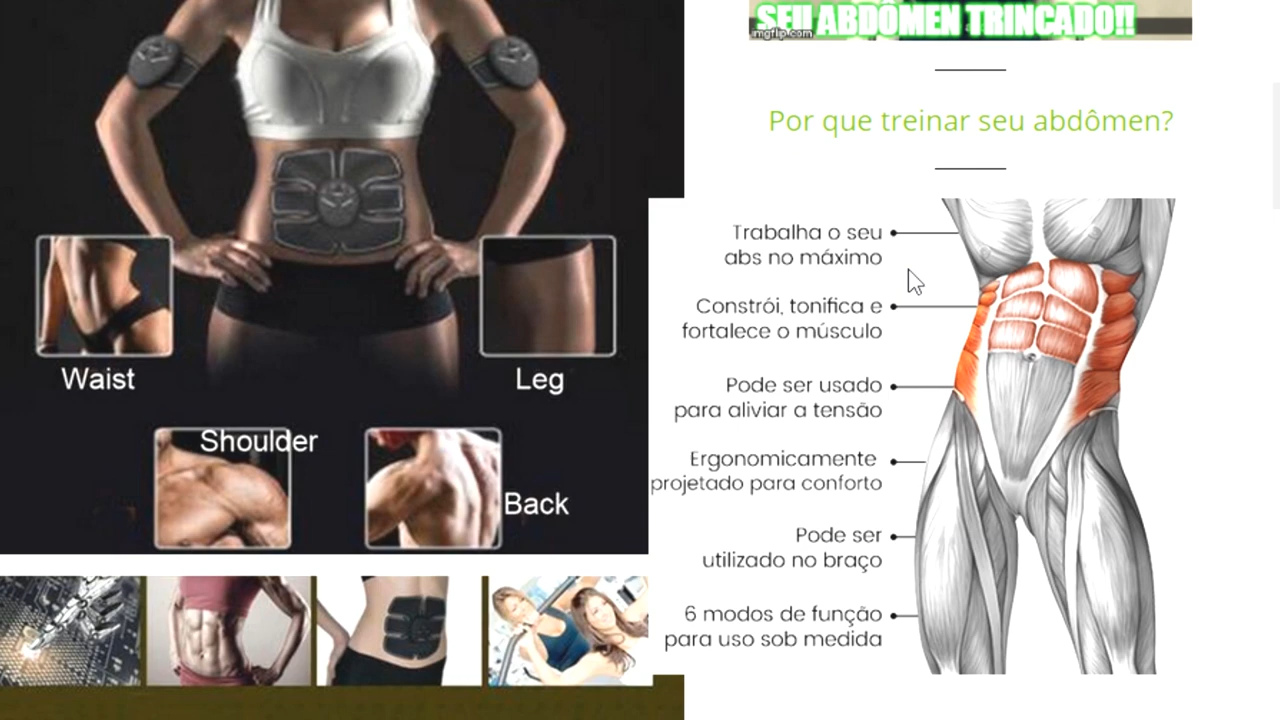 SEU ABDÔMEN TRINCADO!!
imgflip.com
Por que treinar seu abdômen?
Trabalha o seu
abs no máximo
Constrói, tonifica e
fortalece o músculo
Pode ser usado
para aliviar a tensão
Ergonomicamente
projetado para conforto
Pode ser
utilizado no braço
6 modos de função
para uso sob medida
Waist
Leg
Shoulder
Back